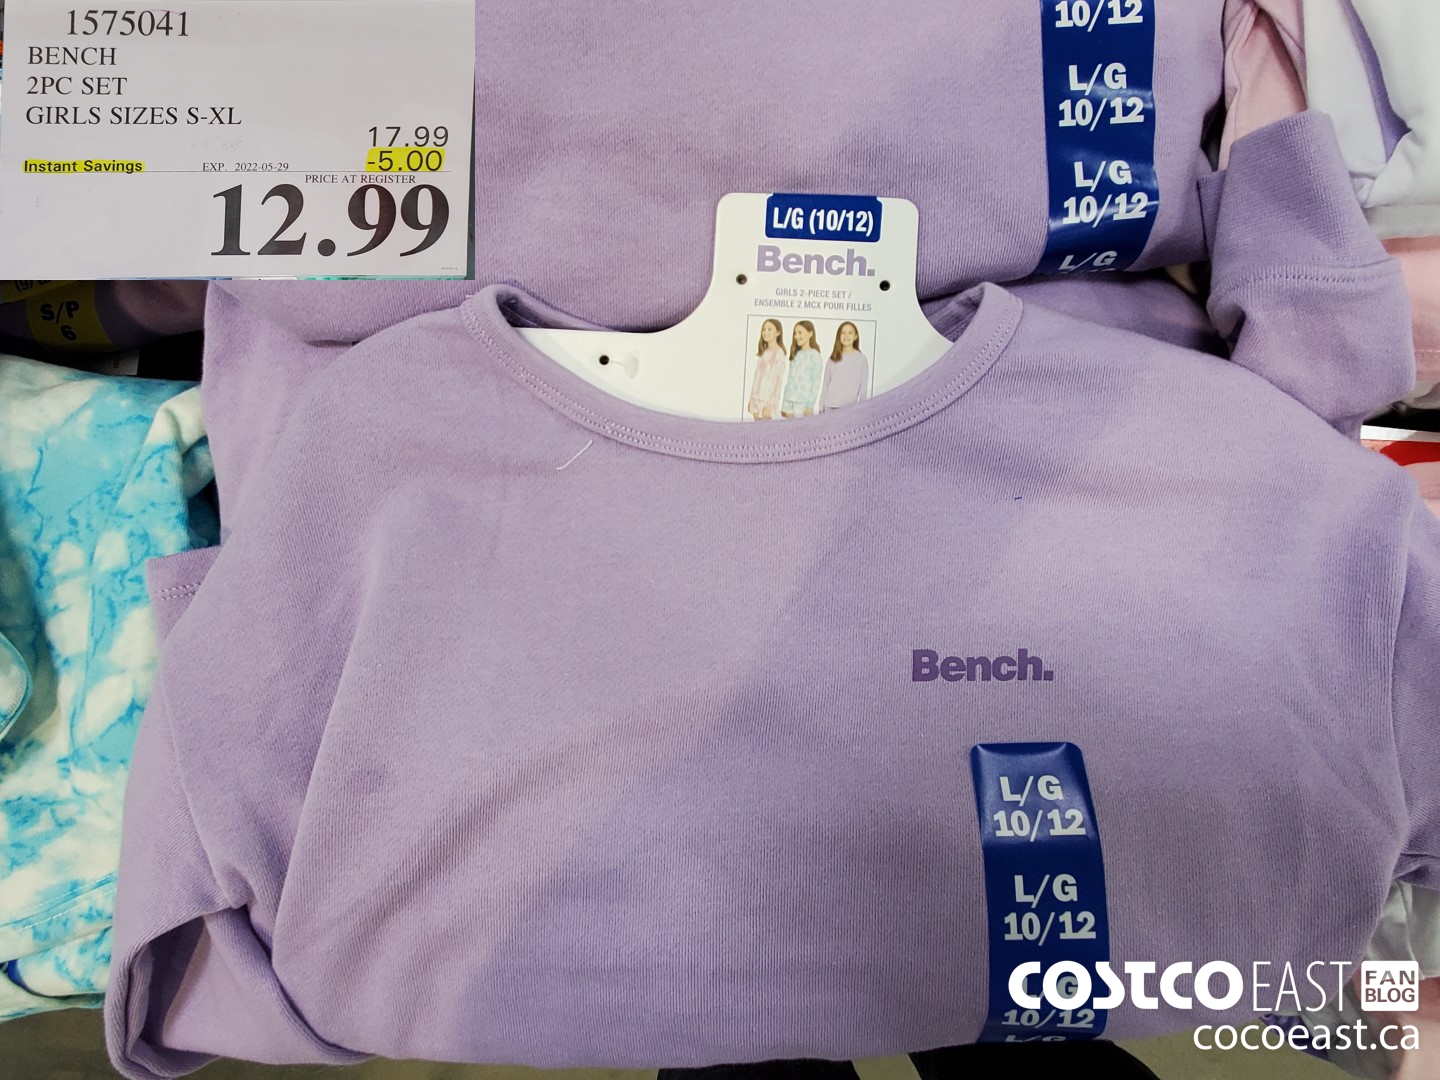 1575041
BENCH
2PC SET
GIRLS SIZES S-XL
17.99
Instant Savings EXP. 2022-05-29 -5.00
PRICE AT REGISTER
12.99
10/12
L/G
10/12
L/G
10/12
L/G
S/P
6
L/G (10/12)
Bench.
GIRLS 2-PIECE SET /
ENSEMBLE 2 MCX POUR FILLES
Bench.
L/G
10/12
L/G
10/12
L/G
10/12
L/G
COSTCO EAST FAN BLOG
cocoeast.ca